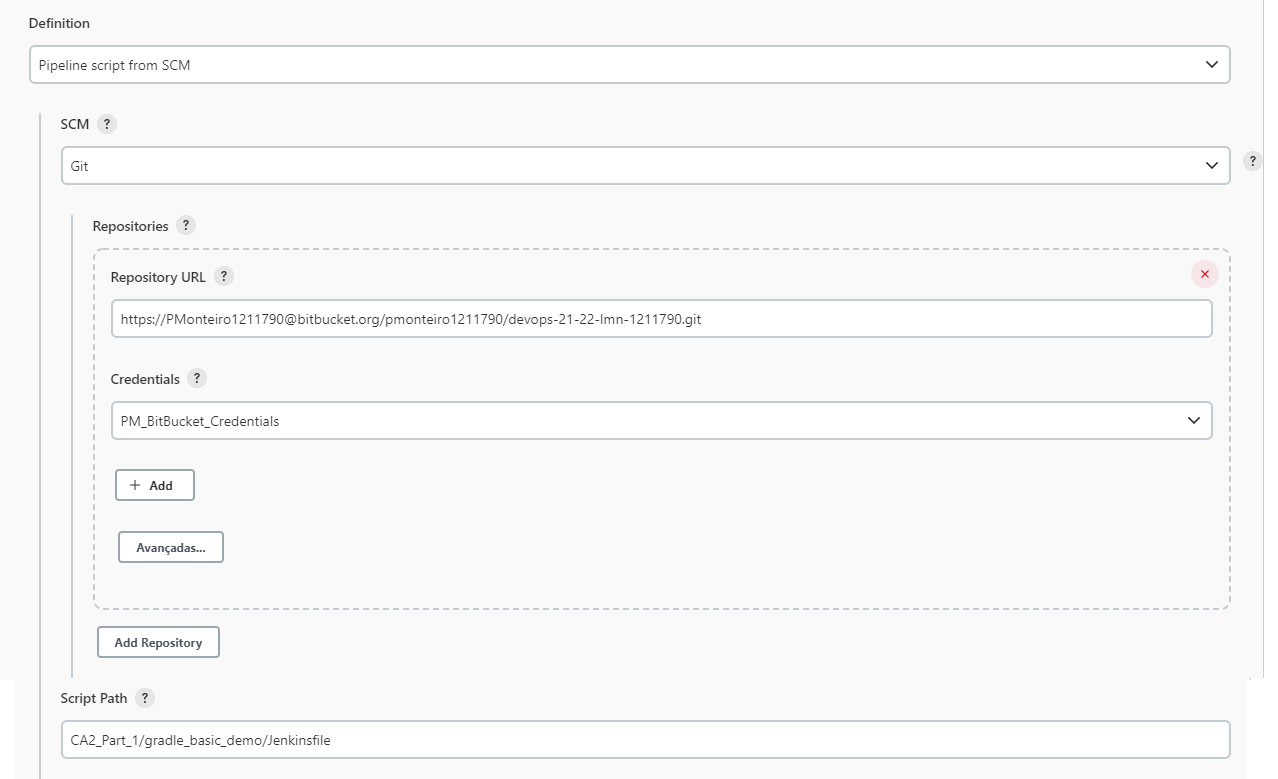 Definition
Pipeline script from SCM
SCM ?
Git
?
Repositories ?
Repository URL ?
https://PMonteiro1211790@bitbucket.org/pmonteiro1211790/devops-21-22-lmn-1211790.git
Credentials ?
PM_BitBucket_Credentials
+ Add
Avançadas...
Add Repository
Script Path ?
CA2_Part_1/gradle_basic_demo/Jenkinsfile